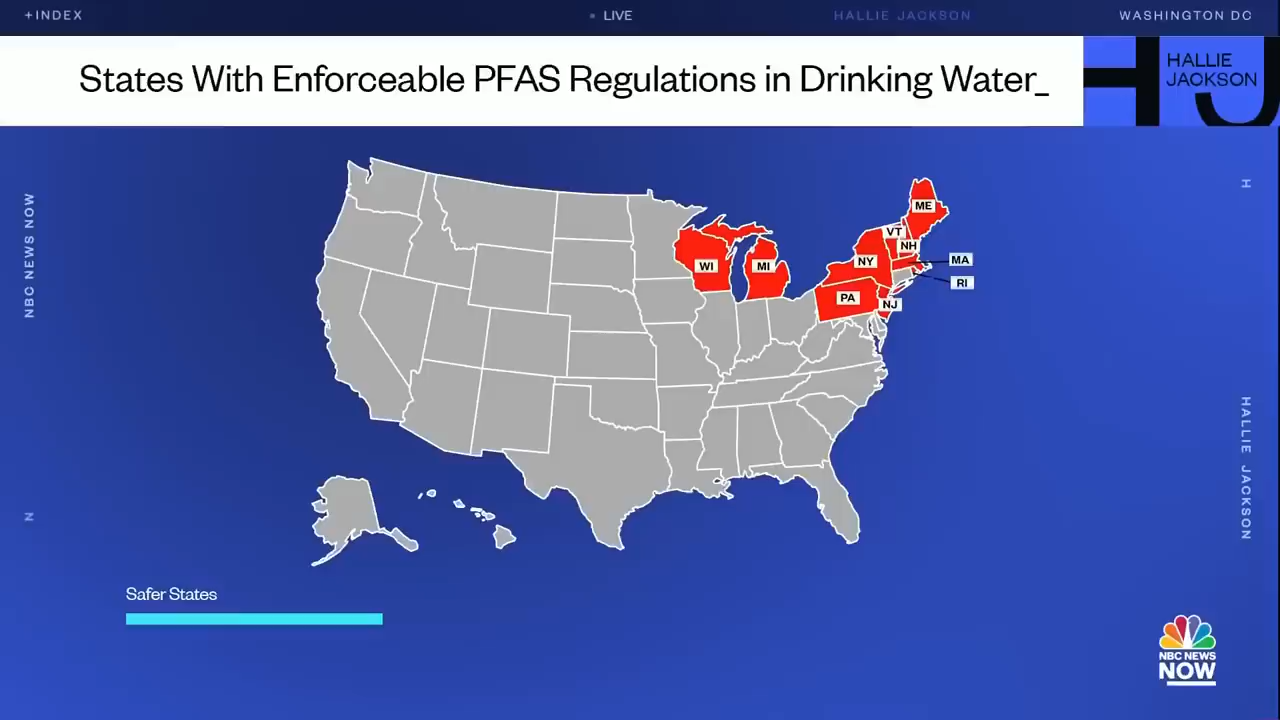 +INDEX
LIVE
HALLIE JACKSON
WASHINGTON DC
States With Enforceable PFAS Regulations in Drinking Water_
HALLIE
JACKSON
H
J
NBC NEWS NOW
N
H
HALLIE JACKSON
ME
VT
NH
MA
RI
NY
WI
MI
PA
NJ
Safer States
NBC NEWS
NOW